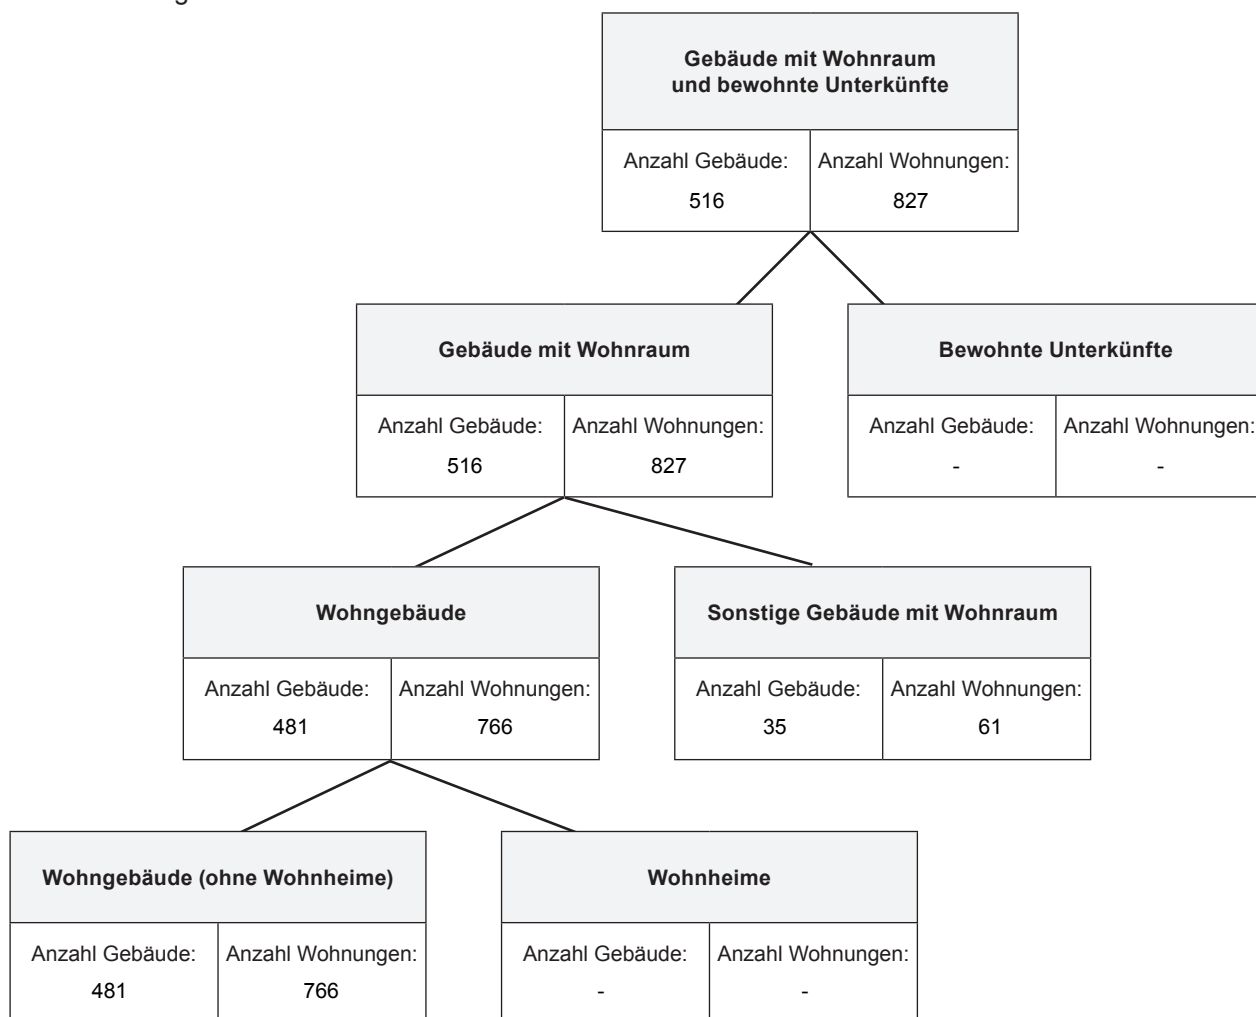 Gebäude mit Wohnraum
und bewohnte Unterkünfte
Anzahl Gebäude: Anzahl Wohnungen:
516 827
Gebäude mit Wohnraum
Anzahl Gebäude: Anzahl Wohnungen:
516 827
Bewohnte Unterkünfte
Anzahl Gebäude: Anzahl Wohnungen:
- -
Wohngebäude
Anzahl Gebäude: Anzahl Wohnungen:
481 766
Sonstige Gebäude mit Wohnraum
Anzahl Gebäude: Anzahl Wohnungen:
35 61
Wohngebäude (ohne Wohnheime)
Anzahl Gebäude: Anzahl Wohnungen:
481 766
Wohnheime
Anzahl Gebäude: Anzahl Wohnungen:
- -